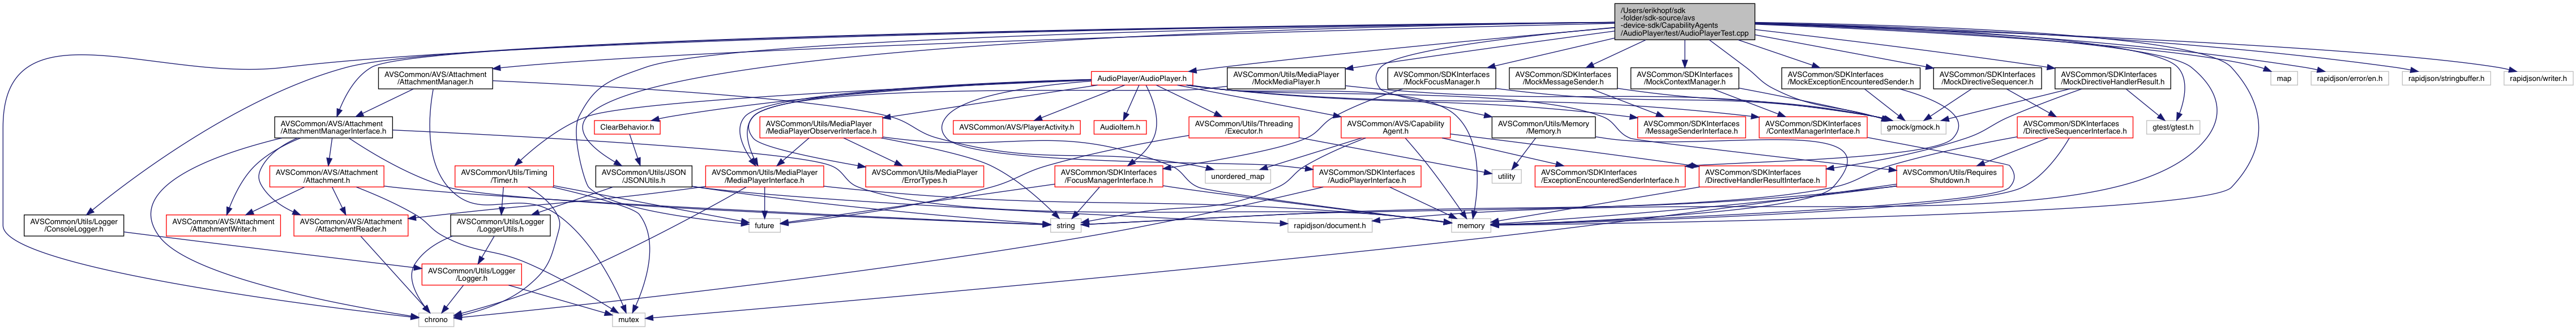 /Users/erikhopf/sdk
-folder/sdk-source/avs
-device-sdk/CapabilityAgents
/AudioPlayer/test/AudioPlayerTest.cpp
AVSCommon/AVS/Attachment
/AttachmentManager.h
AudioPlayer/AudioPlayer.h
AVSCommon/Utils/MediaPlayer
/MockMediaPlayer.h
AVSCommon/SDKInterfaces
/MockFocusManager.h
AVSCommon/SDKInterfaces
/MockMessageSender.h
AVSCommon/SDKInterfaces
/MockContextManager.h
AVSCommon/SDKInterfaces
/MockExceptionEncounteredSender.h
AVSCommon/SDKInterfaces
/MockDirectiveSequencer.h
AVSCommon/SDKInterfaces
/MockDirectiveHandlerResult.h
map
rapidjson/error/en.h
rapidjson/stringbuffer.h
rapidjson/writer.h
AVSCommon/AVS/Attachment
/AttachmentManagerInterface.h
ClearBehavior.h
AVSCommon/Utils/MediaPlayer
/MediaPlayerObserverInterface.h
AVSCommon/AVS/PlayerActivity.h
AudioItem.h
AVSCommon/Utils/Threading
/Executor.h
AVSCommon/AVS/Capability
Agent.h
AVSCommon/Utils/Memory
/Memory.h
AVSCommon/SDKInterfaces
/MessageSenderInterface.h
AVSCommon/SDKInterfaces
/ContextManagerInterface.h
gmock/gmock.h
AVSCommon/SDKInterfaces
/DirectiveSequencerInterface.h
gtest/gtest.h
AVSCommon/AVS/Attachment
/Attachment.h
AVSCommon/Utils/Timing
/Timer.h
AVSCommon/Utils/JSON
/JSONUtils.h
AVSCommon/Utils/MediaPlayer
/MediaPlayerInterface.h
AVSCommon/Utils/MediaPlayer
/ErrorTypes.h
AVSCommon/SDKInterfaces
/FocusManagerInterface.h
unordered_map
AVSCommon/SDKInterfaces
/AudioPlayerInterface.h
utility
AVSCommon/SDKInterfaces
/ExceptionEncounteredSenderInterface.h
AVSCommon/SDKInterfaces
/DirectiveHandlerResultInterface.h
AVSCommon/Utils/Requires
Shutdown.h
AVSCommon/Utils/Logger
/ConsoleLogger.h
AVSCommon/AVS/Attachment
/AttachmentWriter.h
AVSCommon/AVS/Attachment
/AttachmentReader.h
AVSCommon/Utils/Logger
/LoggerUtils.h
future
string
rapidjson/document.h
memory
AVSCommon/Utils/Logger
/Logger.h
chrono
mutex